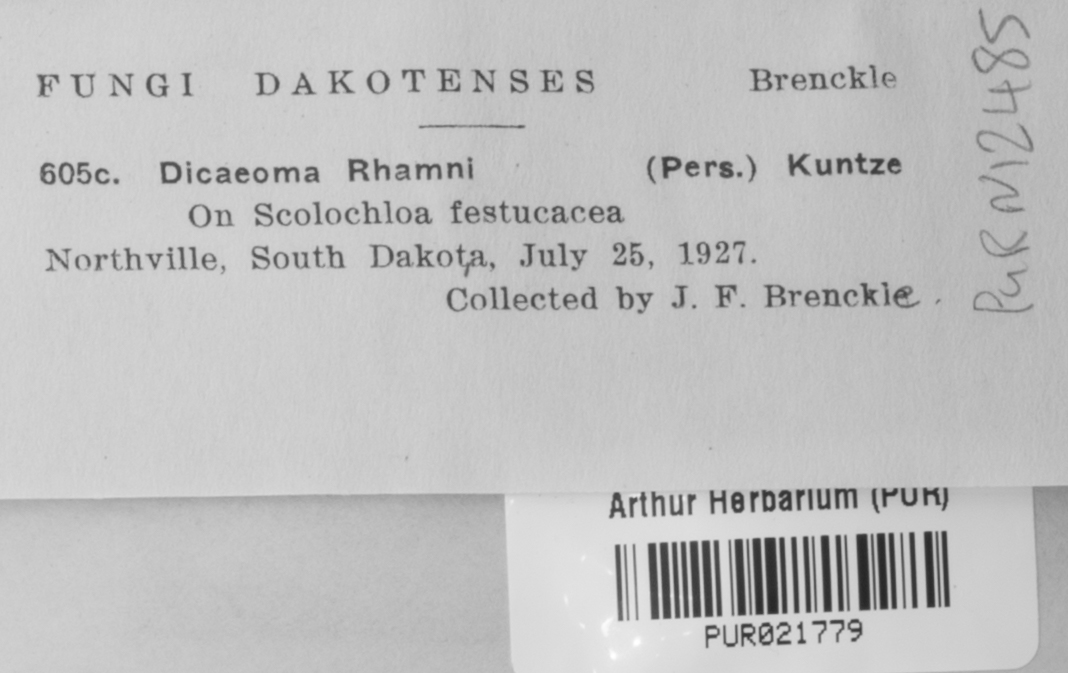 FUNGI DAKOTENSES Brenckle
605c. Dicaeoma Rhamni (Pers.) Kuntze
On Scolochloa festucacea
Northville, South Dakota, July 25, 1927.
Collected by J. F. Brenckle.
PUR N12485
Arthur Herbarium (PUR)
PUR021779